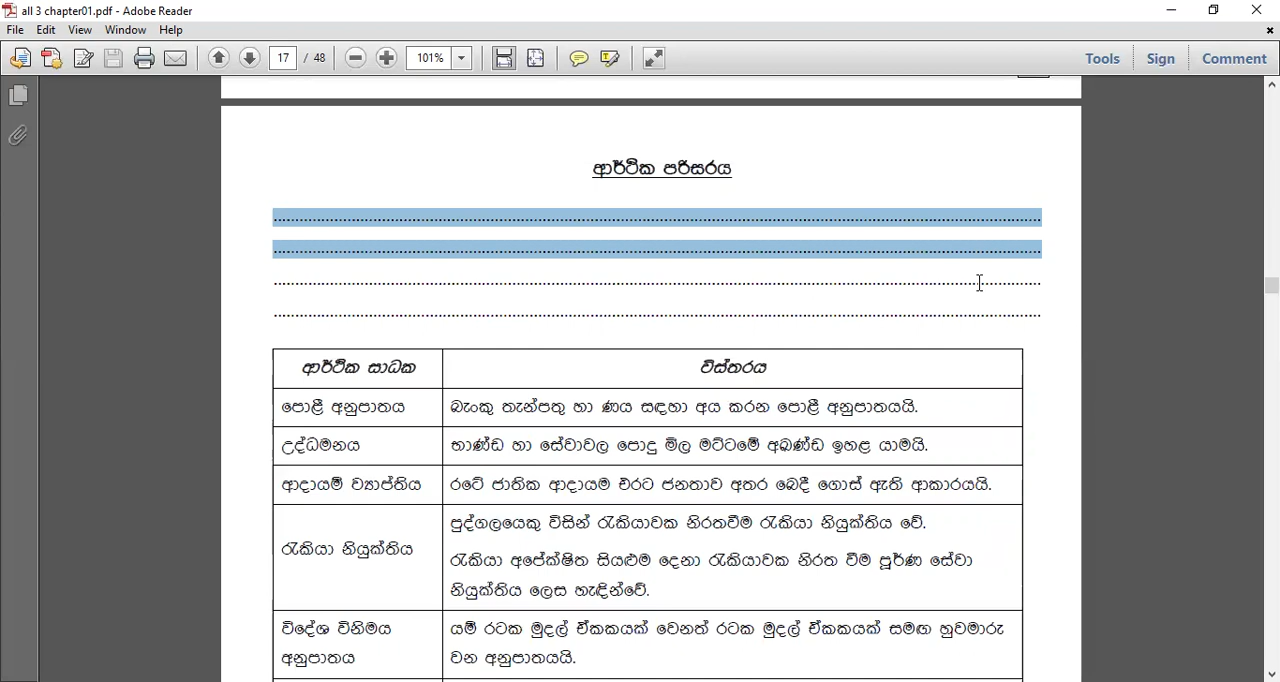 all 3 chapter01.pdf - Adobe Reader
File Edit View Window Help
17 / 48 101% Tools Sign Comment
ආර්ථික පරිසරය
................................................................................
................................................................................
................................................................................
................................................................................
ආර්ථික සාධක විස්තරය
පොළී අනුපාතය බැංකු තැන්පතු හා ණය සඳහා අය කරන පොළී අනුපාතයයි.
උද්ධමනය භාණ්ඩ හා සේවාවල පොදු මිල මට්ටමේ අඛණ්ඩ ඉහළ යාමයි.
ආදායම් ව්‍යාප්තිය රටේ ජාතික ආදායම එරට ජනතාව අතර බෙදී ගොස් ඇති ආකාරයයි.
රැකියා නියුක්තිය පුද්ගලයෙකු විසින් රැකියාවක නිරතවීම රැකියා නියුක්තිය වේ.
රැකියා අපේක්ෂිත සියළුම දෙනා රැකියාවක නිරත වීම පූර්ණ සේවා
නියුක්තිය ලෙස හැඳින්වේ.
විදේශ විනිමය යම් රටක මුදල් ඒකකයක් වෙනත් රටක මුදල් ඒකකයක් සමඟ හුවමාරු
අනුපාතය වන අනුපාතයයි.